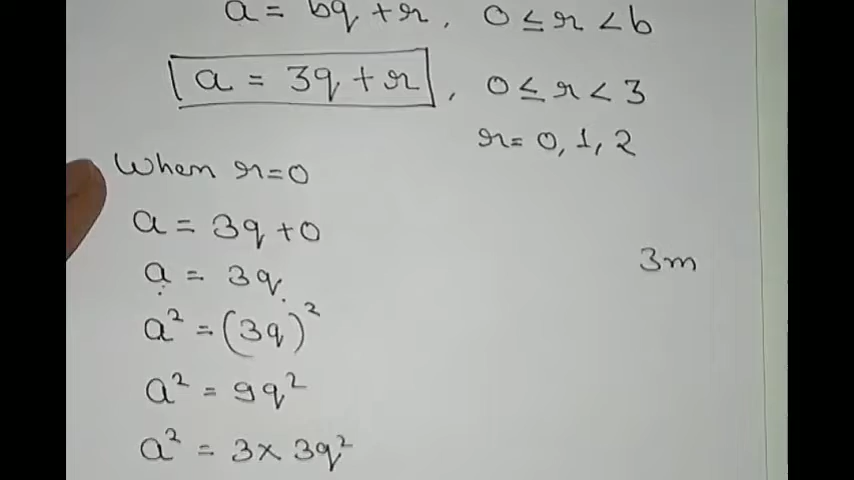 a = bq + r, 0 ≤ r < b
a = 3q + r, 0 ≤ r < 3
r = 0, 1, 2
When r=0
a = 3q + 0
a = 3q
3m
a² = (3q)²
a² = 9q²
a² = 3 × 3q²